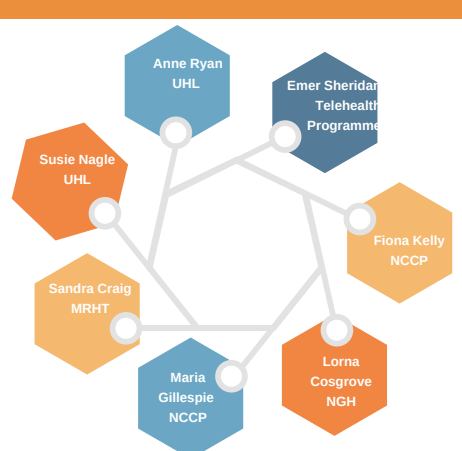 Anne Ryan
UHL
Emer Sheridan
Telehealth
Programme
Susie Nagle
UHL
Fiona Kelly
NCCP
Sandra Craig
MRHT
Lorna
Cosgrove
NGH
Maria
Gillespie
NCCP